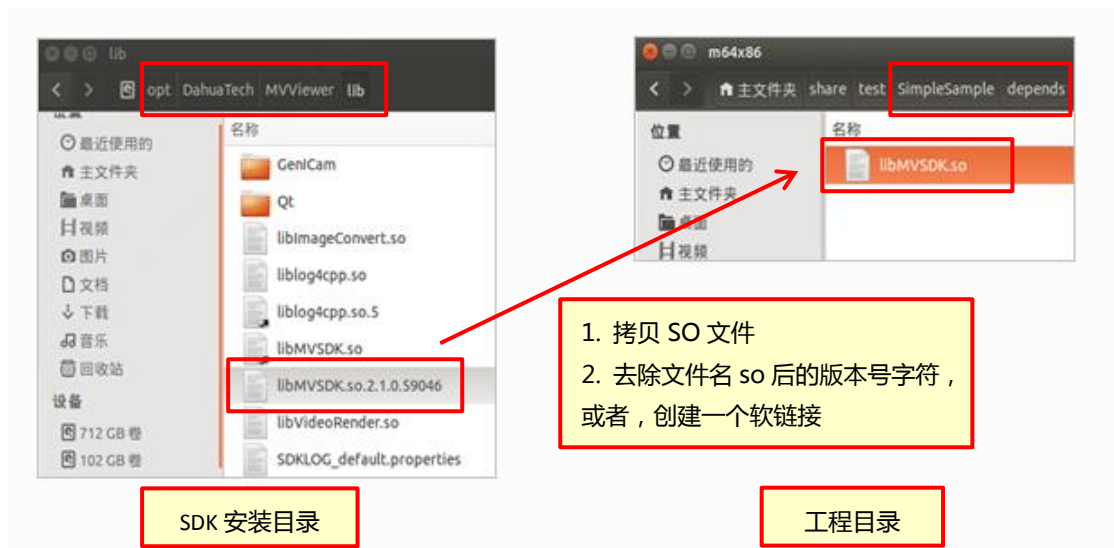 lib
opt DahuaTech MVViewer lib
位置
最近使用的
主文件夹
桌面
视频
图片
文档
下载
音乐
回收站
设备
712 GB 卷
102 GB 卷
名称
GenICam
Qt
libImageConvert.so
liblog4cpp.so
liblog4cpp.so.5
libMVSDK.so
libMVSDK.so.2.1.0.59046
libVideoRender.so
SDKLOG_default.properties
SDK 安装目录
m64x86
主文件夹 share test SimpleSample depends
位置
最近使用的
主文件夹
桌面
视频
名称
libMVSDK.so
1. 拷贝 SO 文件
2. 去除文件名 so 后的版本号字符，
或者，创建一个软链接
工程目录